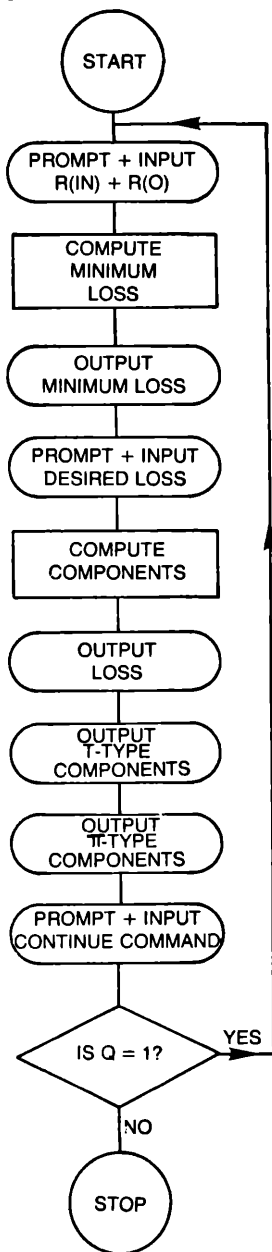 START
PROMPT + INPUT
R(IN) + R(O)
COMPUTE
MINIMUM
LOSS
OUTPUT
MINIMUM LOSS
PROMPT + INPUT
DESIRED LOSS
COMPUTE
COMPONENTS
OUTPUT
LOSS
OUTPUT
T-TYPE
COMPONENTS
OUTPUT
π-TYPE
COMPONENTS
PROMPT + INPUT
CONTINUE COMMAND
IS Q = 1?
YES
NO
STOP